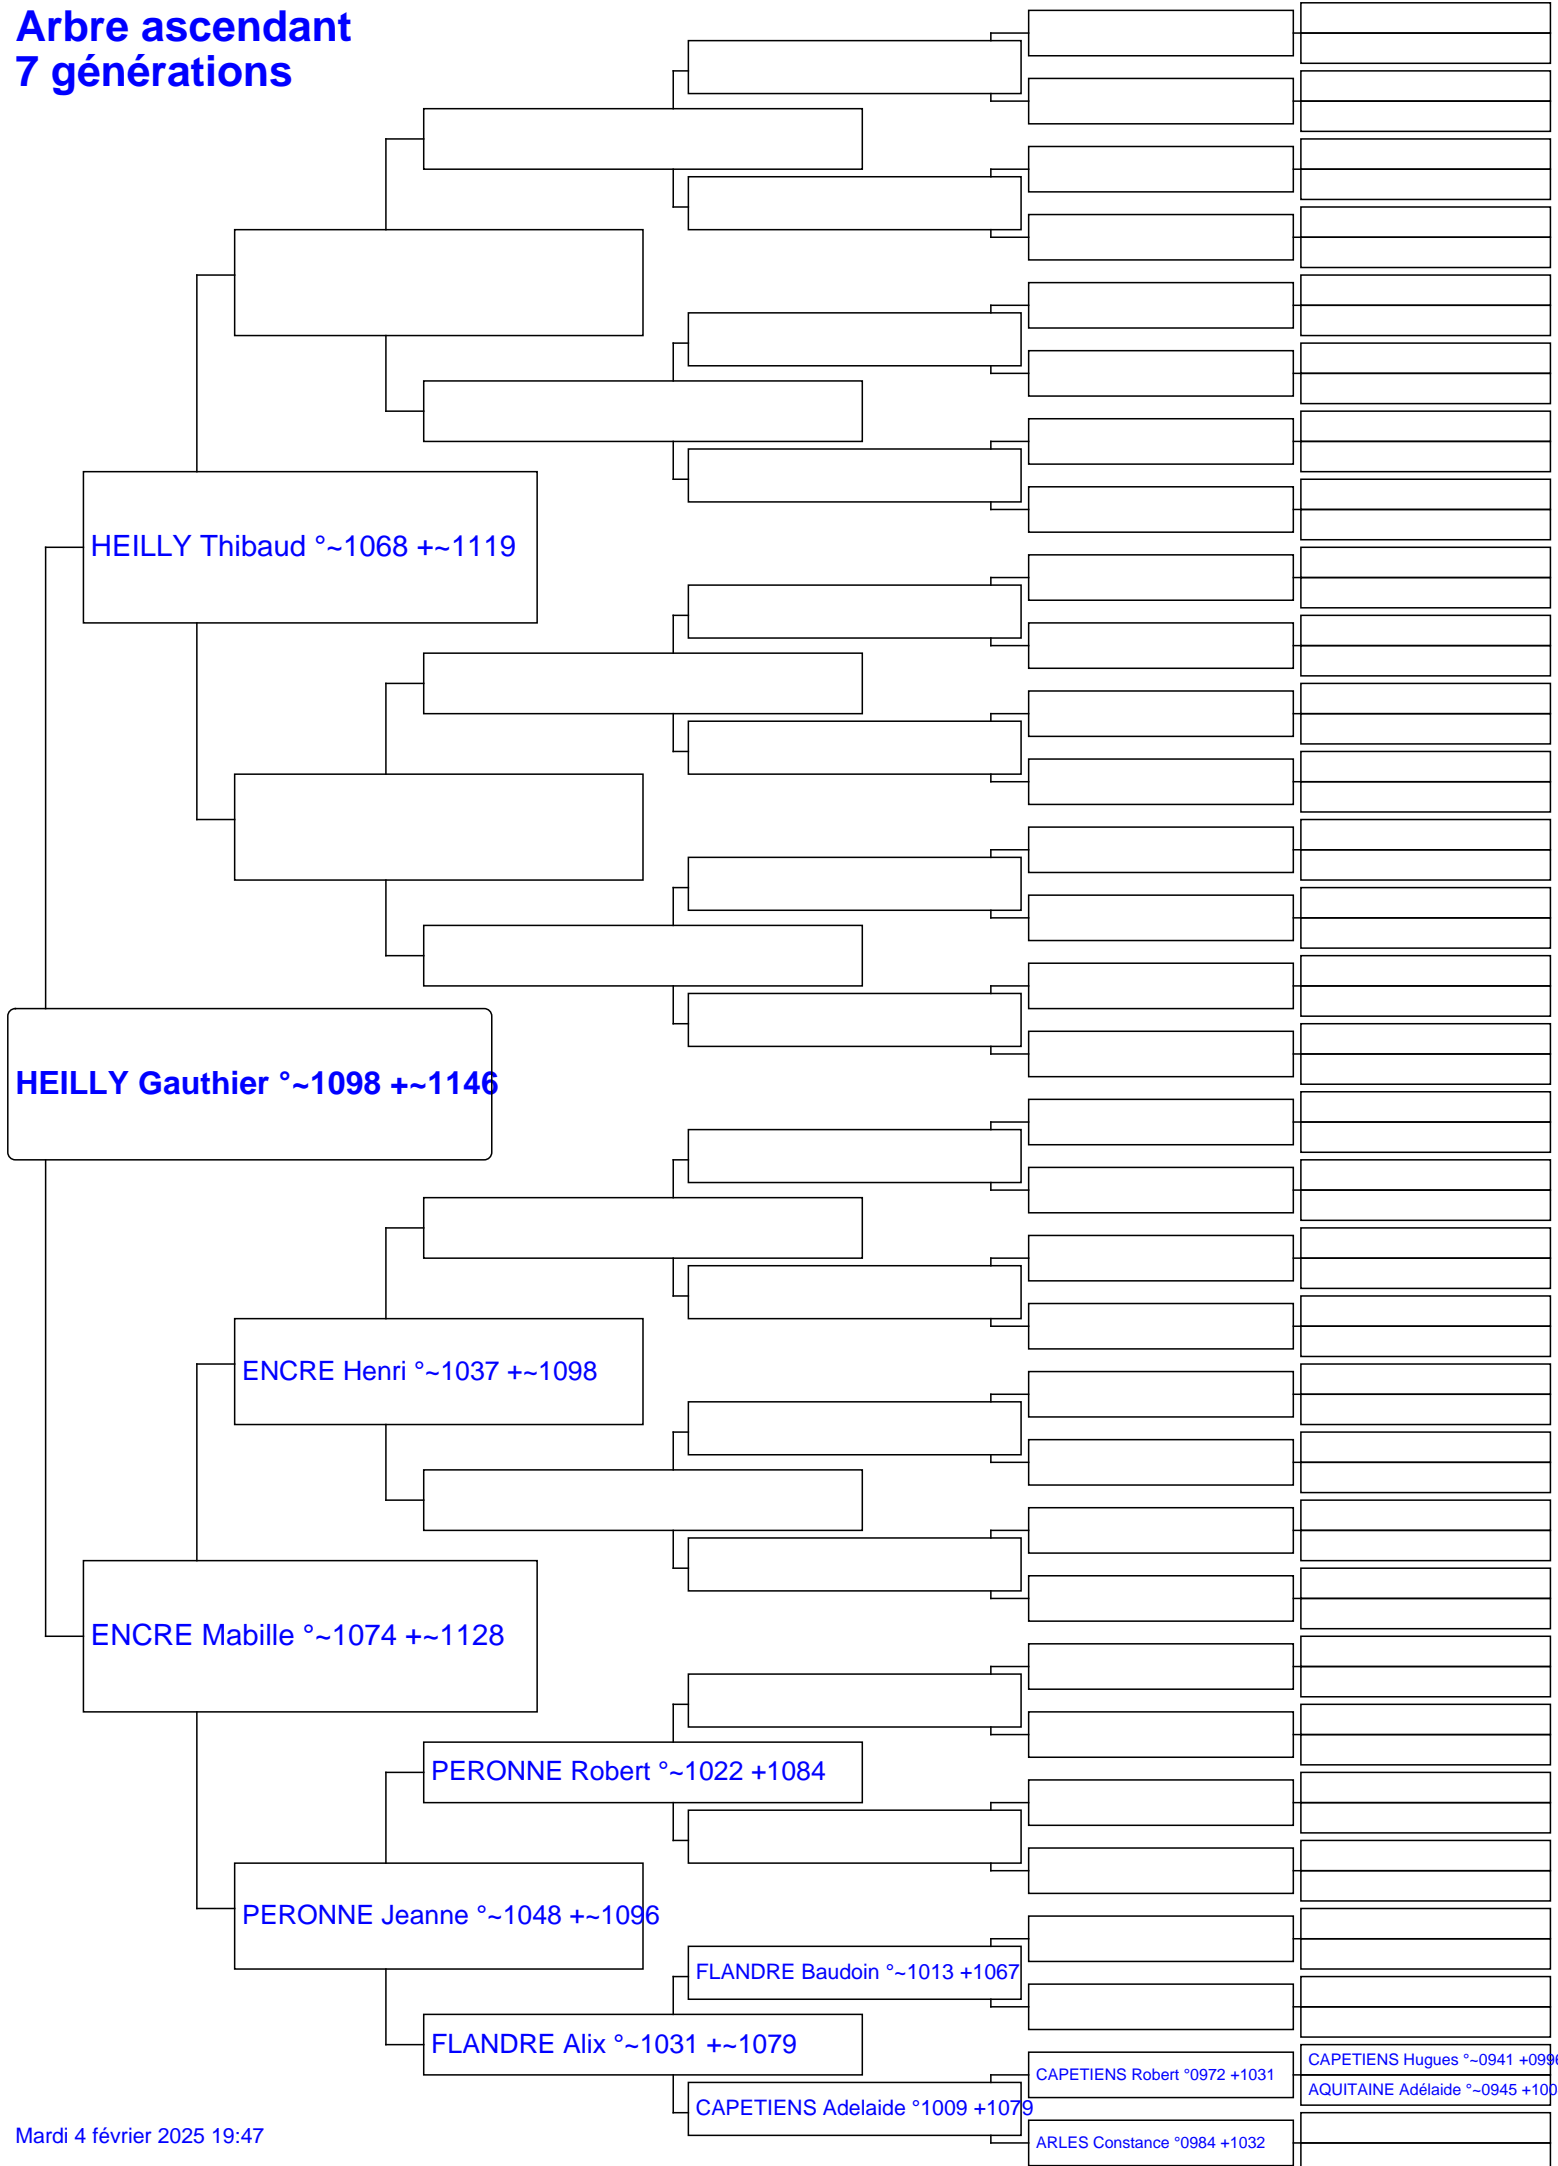 Arbre ascendant
7 générations
HEILLY Thibaud °~1068 +~1119
HEILLY Gauthier °~1098 +~1146
ENCRE Henri °~1037 +~1098
ENCRE Mabille °~1074 +~1128
PERONNE Robert °~1022 +1084
PERONNE Jeanne °~1048 +~1096
FLANDRE Baudoin °~1013 +1067
FLANDRE Alix °~1031 +~1079
CAPETIENS Hugues °~0941 +0996
CAPETIENS Robert °0972 +1031
AQUITAINE Adélaide °~0945 +100
CAPETIENS Adelaide °1009 +1079
ARLES Constance °0984 +1032
Mardi 4 février 2025 19:47